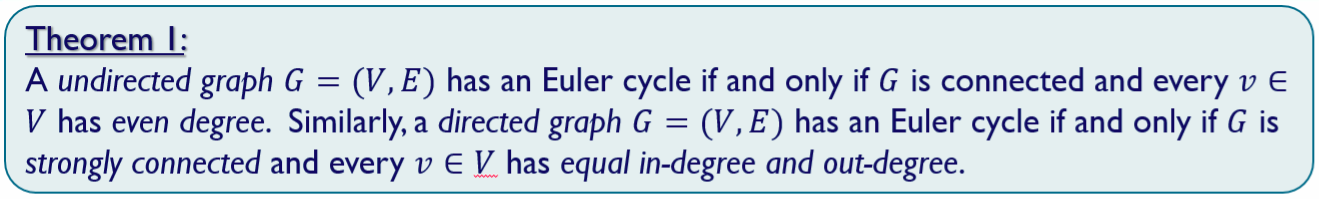 Theorem 1:
A undirected graph G = (V, E) has an Euler cycle if and only if G is connected and every v ∈
V has even degree. Similarly, a directed graph G = (V, E) has an Euler cycle if and only if G is
strongly connected and every v ∈ V has equal in-degree and out-degree.